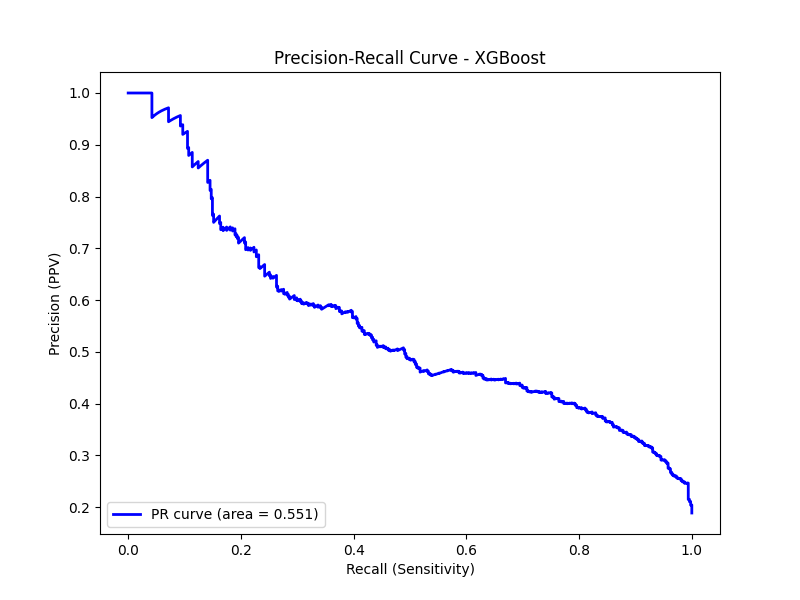 Precision-Recall Curve - XGBoost
1.0
0.9
0.8
0.7
0.6
0.5
0.4
0.3
0.2
Precision (PPV)
PR curve (area = 0.551)
0.0 0.2 0.4 0.6 0.8 1.0
Recall (Sensitivity)